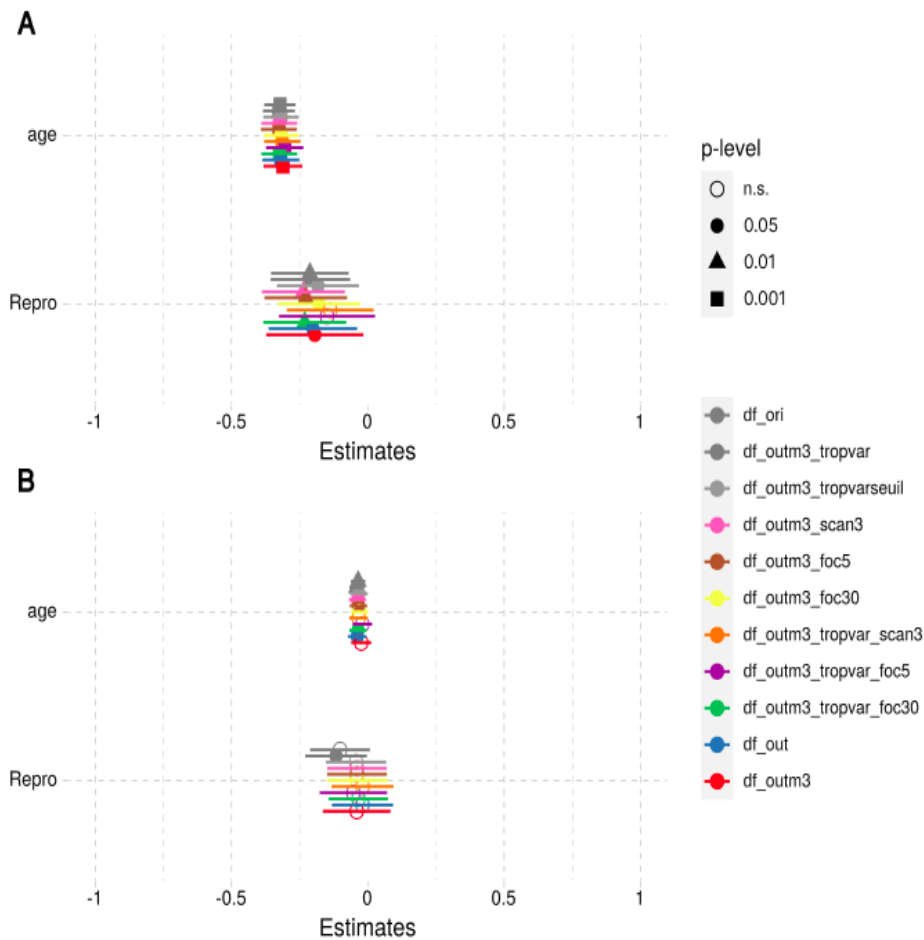 A
age
Repro
-1 -0.5 0 0.5 1
Estimates
B
age
Repro
-1 -0.5 0 0.5 1
Estimates
p-level
n.s.
0.05
0.01
0.001
df_ori
df_outm3_tropvar
df_outm3_tropvarseuil
df_outm3_scan3
df_outm3_foc5
df_outm3_foc30
df_outm3_tropvar_scan3
df_outm3_tropvar_foc5
df_outm3_tropvar_foc30
df_out
df_outm3